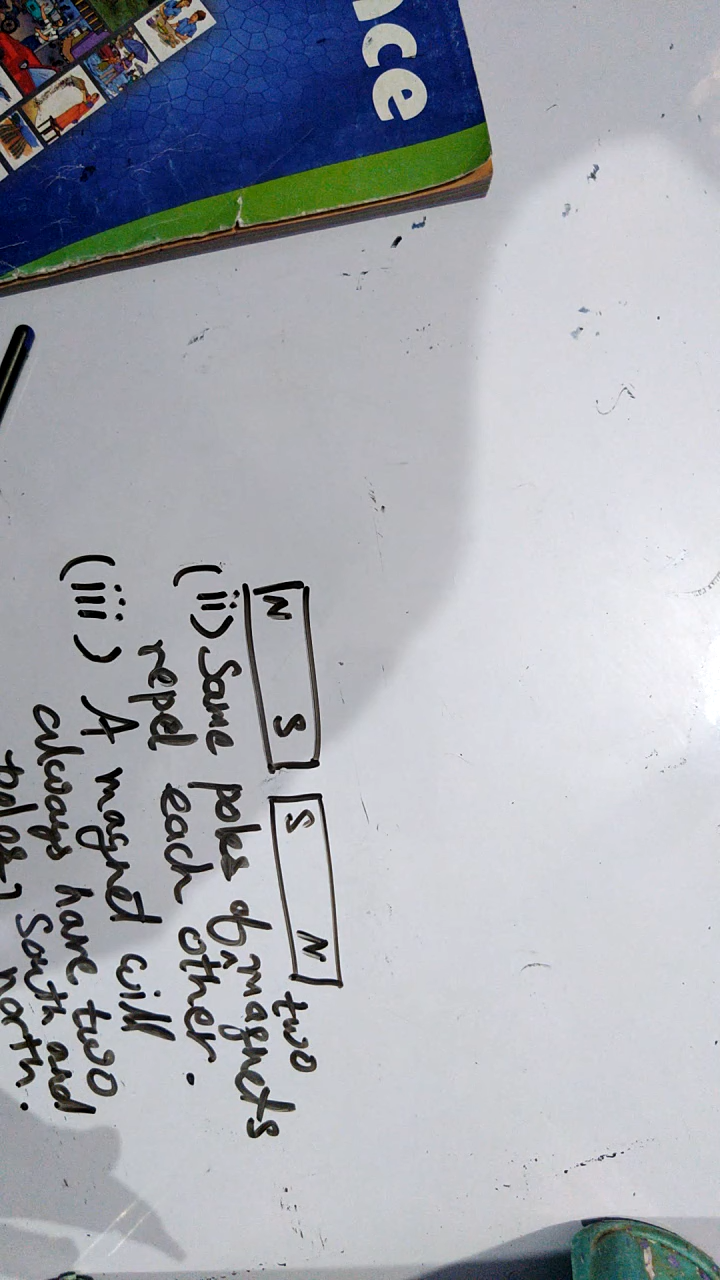 nce
N S S N
(ii) Same poles of two magnets
repel each other.
(iii) A magnet will
always have two
poles → South and
north.